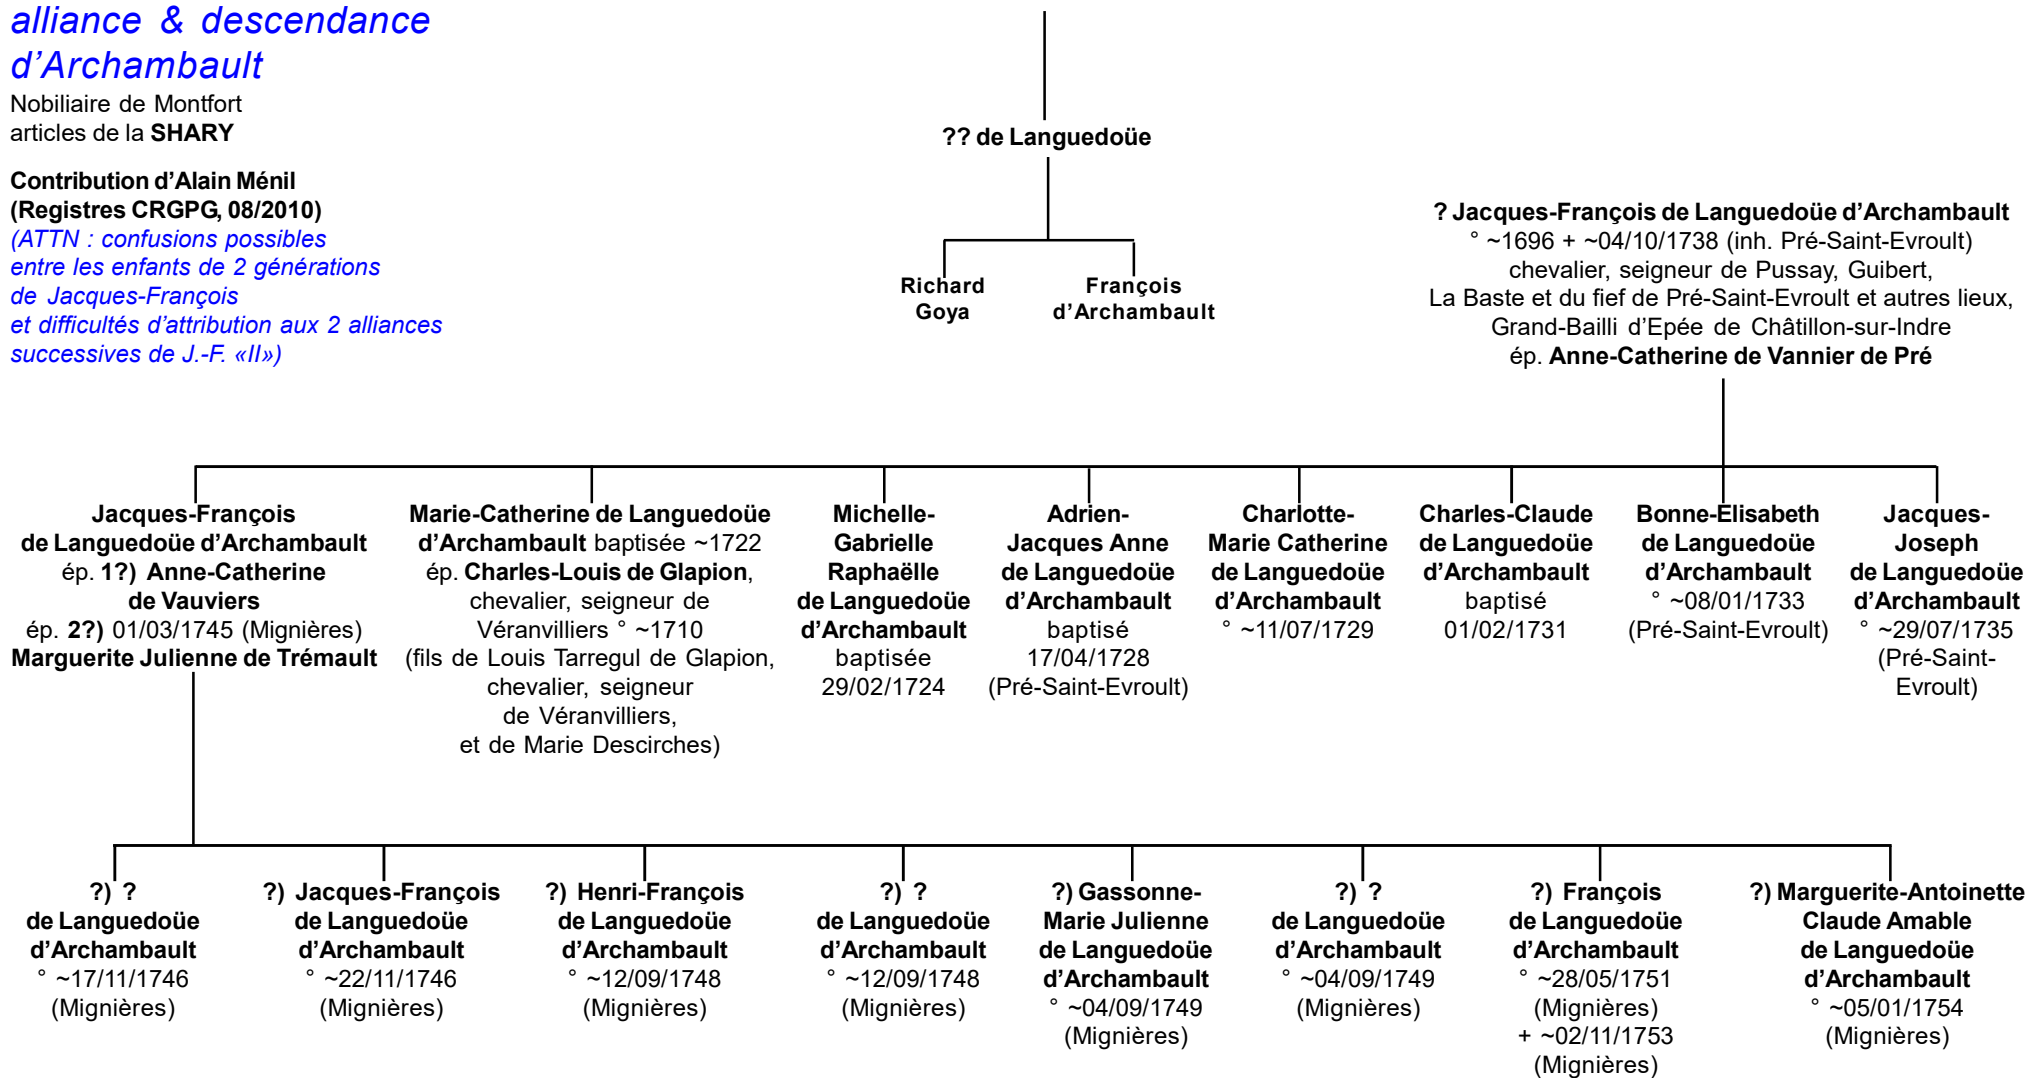 alliance & descendance
d’Archambault
Nobiliaire de Montfort
articles de la SHARY
Contribution d’Alain Ménil
(Registres CRGPG, 08/2010)
(ATTN : confusions possibles
entre les enfants de 2 générations
de Jacques-François
et difficultés d’attribution aux 2 alliances
successives de J.-F. «II»)
?? de Languedoüe
Richard
Goya
François
d’Archambault
? Jacques-François de Languedoüe d’Archambault
° ~1696 + ~04/10/1738 (inh. Pré-Saint-Evroult)
chevalier, seigneur de Pussay, Guibert,
La Baste et du fief de Pré-Saint-Evroult et autres lieux,
Grand-Bailli d’Epée de Châtillon-sur-Indre
ép. Anne-Catherine de Vannier de Pré
Jacques-François
de Languedoüe d’Archambault
ép. 1?) Anne-Catherine
de Vauviers
ép. 2?) 01/03/1745 (Mignières)
Marguerite Julienne de Trémault
Marie-Catherine de Languedoüe
d’Archambault baptisée ~1722
ép. Charles-Louis de Glapion,
chevalier, seigneur de
Véranvilliers ° ~1710
(fils de Louis Tarregul de Glapion,
chevalier, seigneur
de Véranvilliers,
et de Marie Descirches)
Michelle-
Gabrielle
Raphaëlle
de Languedoüe
d’Archambault
baptisée
29/02/1724
Adrien-
Jacques Anne
de Languedoüe
d’Archambault
baptisé
17/04/1728
(Pré-Saint-Evroult)
Charlotte-
Marie Catherine
de Languedoüe
d’Archambault
° ~11/07/1729
Charles-Claude
de Languedoüe
d’Archambault
baptisé
01/02/1731
Bonne-Elisabeth
de Languedoüe
d’Archambault
° ~08/01/1733
(Pré-Saint-Evroult)
Jacques-
Joseph
de Languedoüe
d’Archambault
° ~29/07/1735
(Pré-Saint-
Evroult)
?) ?
de Languedoüe
d’Archambault
° ~17/11/1746
(Mignières)
?) Jacques-François
de Languedoüe
d’Archambault
° ~22/11/1746
(Mignières)
?) Henri-François
de Languedoüe
d’Archambault
° ~12/09/1748
(Mignières)
?) ?
de Languedoüe
d’Archambault
° ~12/09/1748
(Mignières)
?) Gassonne-
Marie Julienne
de Languedoüe
d’Archambault
° ~04/09/1749
(Mignières)
?) ?
de Languedoüe
d’Archambault
° ~04/09/1749
(Mignières)
?) François
de Languedoüe
d’Archambault
° ~28/05/1751
(Mignières)
+ ~02/11/1753
(Mignières)
?) Marguerite-Antoinette
Claude Amable
de Languedoüe
d’Archambault
° ~05/01/1754
(Mignières)